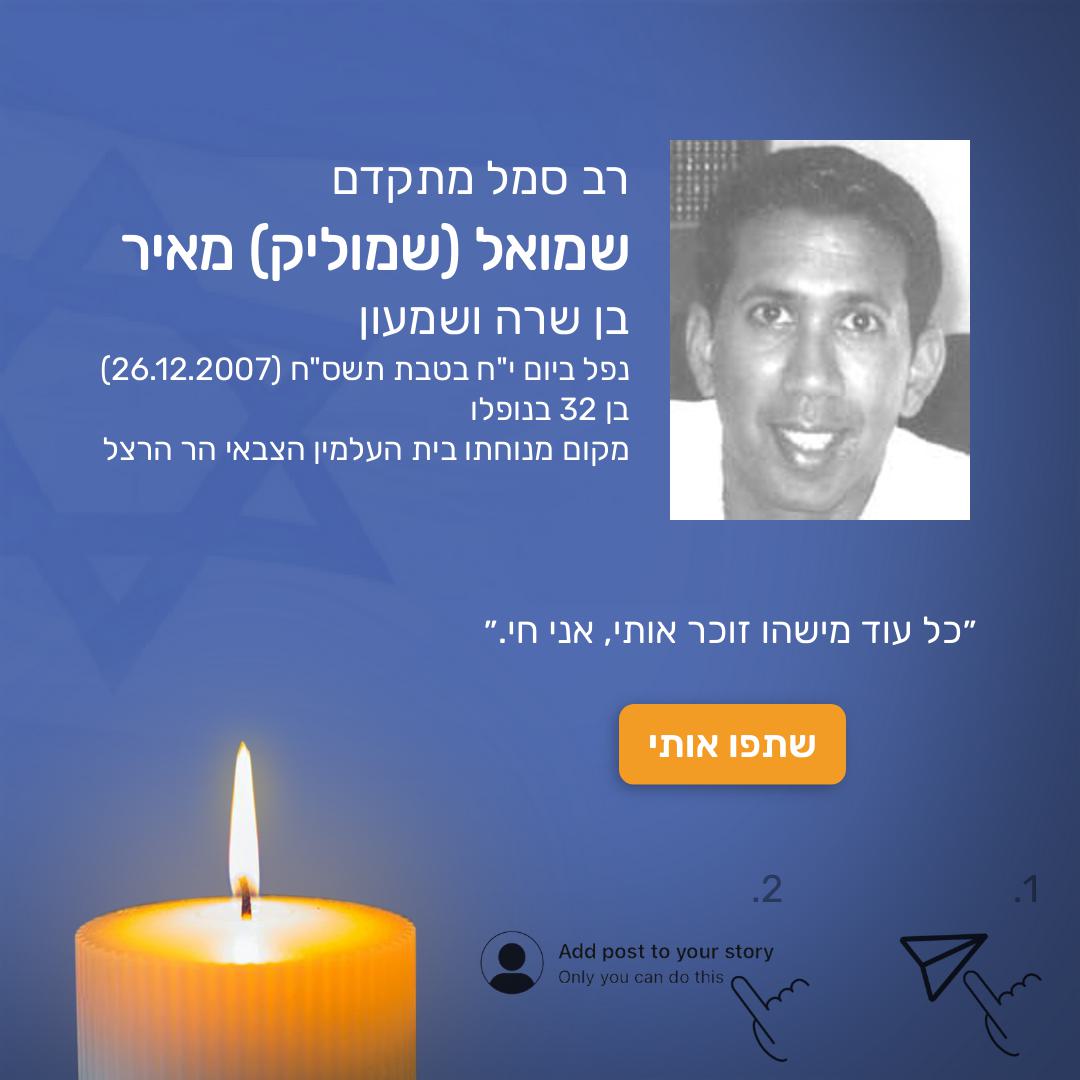 רב סמל מתקדם
שמואל (שמוליק) מאיר
בן שרה ושמעון
נפל ביום י"ח בטבת תשס"ח (26.12.2007)
בן 32 בנופלו
מקום מנוחתו בית העלמין הצבאי הר הרצל
״כל עוד מישהו זוכר אותי, אני חי.״
שתפו אותי
.1
.2
Add post to your story
Only you can do this